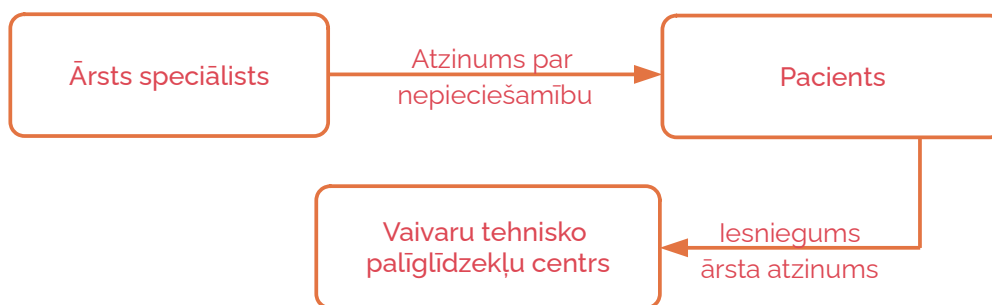 Ārsts speciālists
Atzinums par
nepieciešamību
Pacients
Vaivaru tehnisko
palīglīdzekļu centrs
Iesniegums
ārsta atzinums